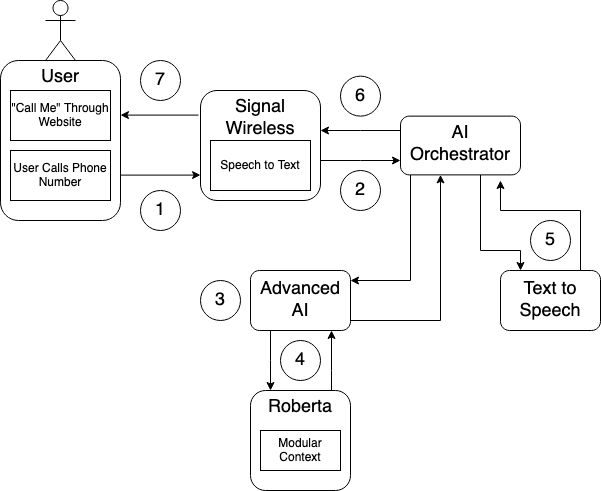 User
"Call Me" Through
Website
User Calls Phone
Number
7
1
Signal
Wireless
Speech to Text
6
2
AI
Orchestrator
5
Text to
Speech
3
Advanced
AI
4
Roberta
Modular
Context